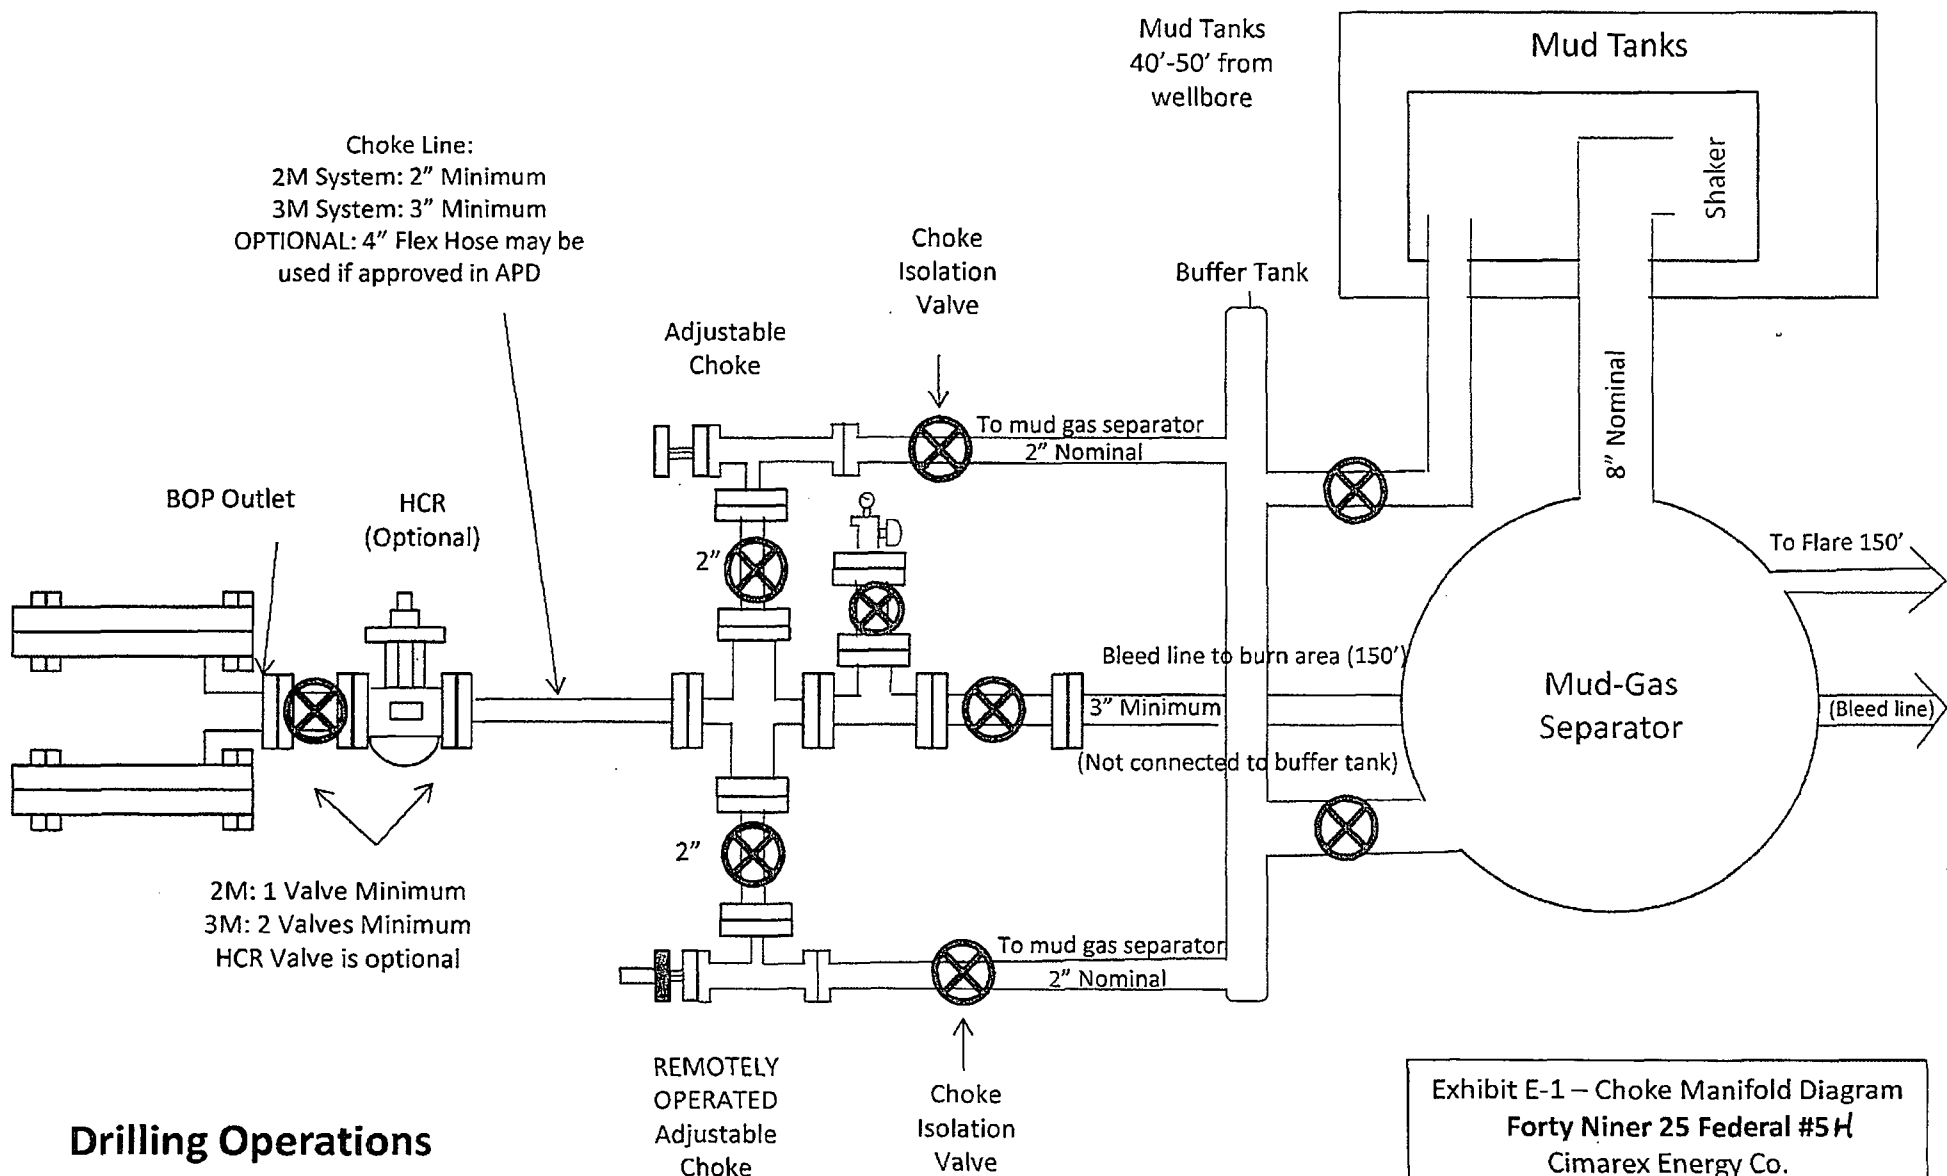 Mud Tanks
40'-50' from
wellbore
Mud Tanks
Shaker
Choke Line:
2M System: 2" Minimum
3M System: 3" Minimum
OPTIONAL: 4" Flex Hose may be
used if approved in APD
Choke
Isolation
Valve
Buffer Tank
Adjustable
Choke
8" Nominal
To mud gas separator
2" Nominal
BOP Outlet
HCR
(Optional)
2"
To Flare 150'
Bleed line to burn area (150')
3" Minimum
(Not connected to buffer tank)
Mud-Gas
Separator
(Bleed line)
2"
2M: 1 Valve Minimum
3M: 2 Valves Minimum
HCR Valve is optional
To mud gas separator
2" Nominal
REMOTELY
OPERATED
Adjustable
Choke
Choke
Isolation
Valve
Drilling Operations
Exhibit E-1 – Choke Manifold Diagram
Forty Niner 25 Federal #5H
Cimarex Energy Co.